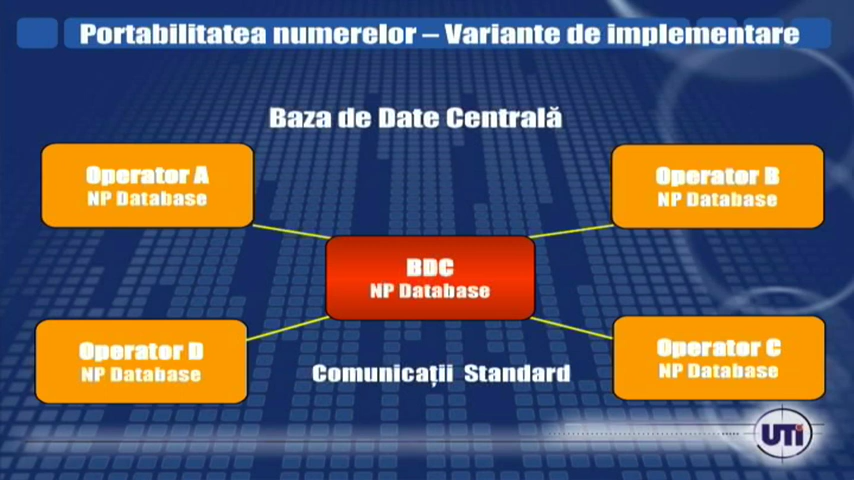 Portabilitatea numerelor – Variante de implementare
Baza de Date Centrală
Operator A
NP Database
Operator B
NP Database
BDC
NP Database
Operator D
NP Database
Operator C
NP Database
Comunicații Standard
UTi